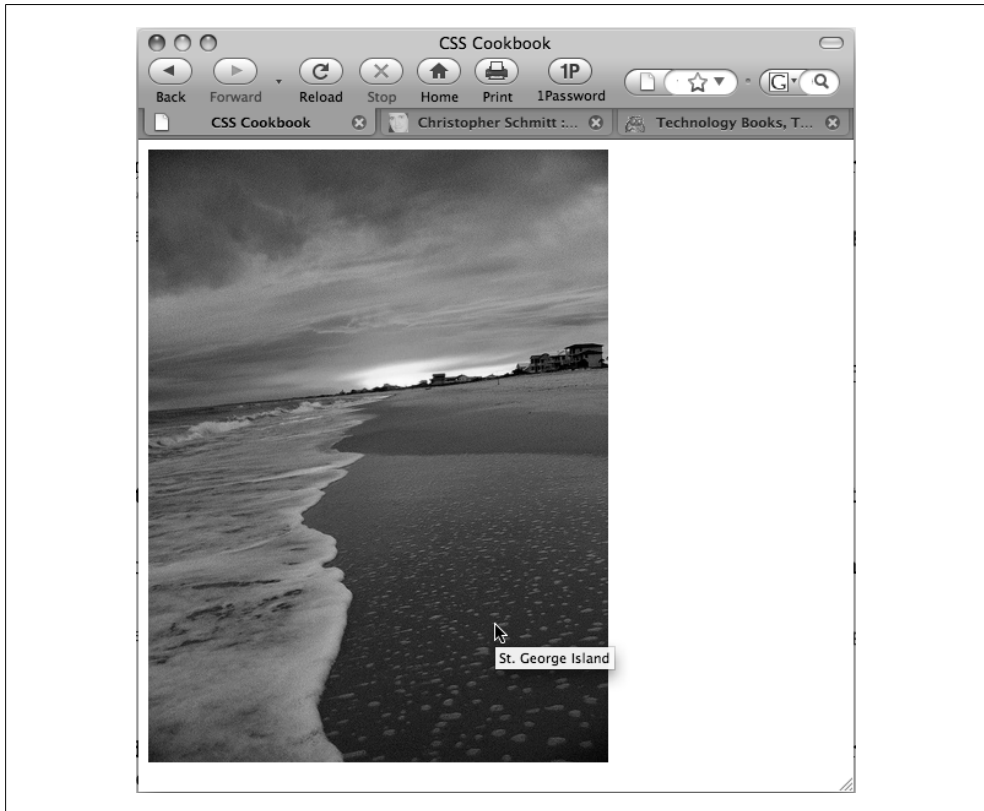 CSS Cookbook
Back Forward Reload Stop Home Print 1Password
1P
G
CSS Cookbook Christopher Schmitt :... Technology Books, T...
St. George Island